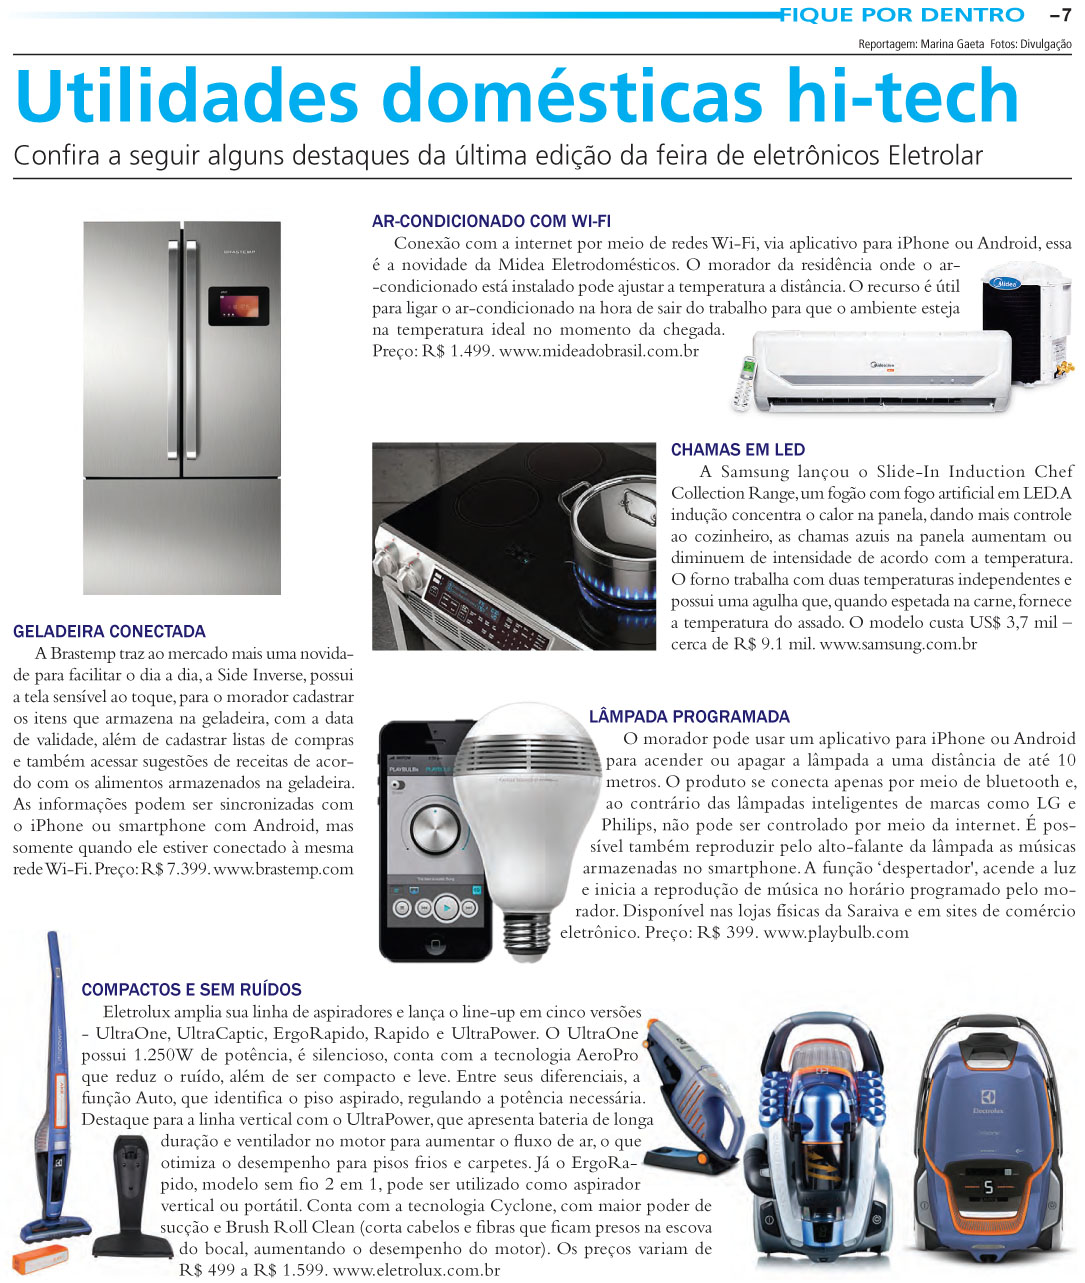 FIQUE POR DENTRO –7
Reportagem: Marina Gaeta Fotos: Divulgação
Utilidades domésticas hi-tech
Confira a seguir alguns destaques da última edição da feira de eletrônicos Eletrolar
BRASTEMP
GELADEIRA CONECTADA
A Brastemp traz ao mercado mais uma novida-
de para facilitar o dia a dia, a Side Inverse, possui
a tela sensível ao toque, para o morador cadastrar
os itens que armazena na geladeira, com a data
de validade, além de cadastrar listas de compras
e também acessar sugestões de receitas de acor-
do com os alimentos armazenados na geladeira.
As informações podem ser sincronizadas com
o iPhone ou smartphone com Android, mas
somente quando ele estiver conectado à mesma
rede Wi-Fi. Preço: R$ 7.399. www.brastemp.com
AR-CONDICIONADO COM WI-FI
Conexão com a internet por meio de redes Wi-Fi, via aplicativo para iPhone ou Android, essa
é a novidade da Midea Eletrodomésticos. O morador da residência onde o ar-
-condicionado está instalado pode ajustar a temperatura a distância. O recurso é útil
para ligar o ar-condicionado na hora de sair do trabalho para que o ambiente esteja
na temperatura ideal no momento da chegada.
Preço: R$ 1.499. www.mideadobrasil.com.br
Midea
CHAMAS EM LED
A Samsung lançou o Slide-In Induction Chef
Collection Range, um fogão com fogo artificial em LED. A
indução concentra o calor na panela, dando mais controle
ao cozinheiro, as chamas azuis na panela aumentam ou
diminuem de intensidade de acordo com a temperatura.
O forno trabalha com duas temperaturas independentes e
possui uma agulha que, quando espetada na carne, fornece
a temperatura do assado. O modelo custa US$ 3,7 mil –
cerca de R$ 9.1 mil. www.samsung.com.br
PLAYBULBs
LÂMPADA PROGRAMADA
O morador pode usar um aplicativo para iPhone ou Android
para acender ou apagar a lâmpada a uma distância de até 10
metros. O produto se conecta apenas por meio de bluetooth e,
ao contrário das lâmpadas inteligentes de marcas como LG e
Philips, não pode ser controlado por meio da internet. É pos-
sível também reproduzir pelo alto-falante da lâmpada as músicas
armazenadas no smartphone. A função ‘despertador', acende a luz
e inicia a reprodução de música no horário programado pelo mo-
rador. Disponível nas lojas físicas da Saraiva e em sites de comércio
eletrônico. Preço: R$ 399. www.playbulb.com
COMPACTOS E SEM RUÍDOS
Eletrolux amplia sua linha de aspiradores e lança o line-up em cinco versões
- UltraOne, UltraCaptic, ErgoRapido, Rapido e UltraPower. O UltraOne
possui 1.250W de potência, é silencioso, conta com a tecnologia AeroPro
que reduz o ruído, além de ser compacto e leve. Entre seus diferenciais, a
função Auto, que identifica o piso aspirado, regulando a potência necessária.
Destaque para a linha vertical com o UltraPower, que apresenta bateria de longa
duração e ventilador no motor para aumentar o fluxo de ar, o que
otimiza o desempenho para pisos frios e carpetes. Já o ErgoRa-
pido, modelo sem fio 2 em 1, pode ser utilizado como aspirador
vertical ou portátil. Conta com a tecnologia Cyclone, com maior poder de
sucção e Brush Roll Clean (corta cabelos e fibras que ficam presos na escova
do bocal, aumentando o desempenho do motor). Os preços variam de
R$ 499 a R$ 1.599. www.eletrolux.com.br
Electrolux
5